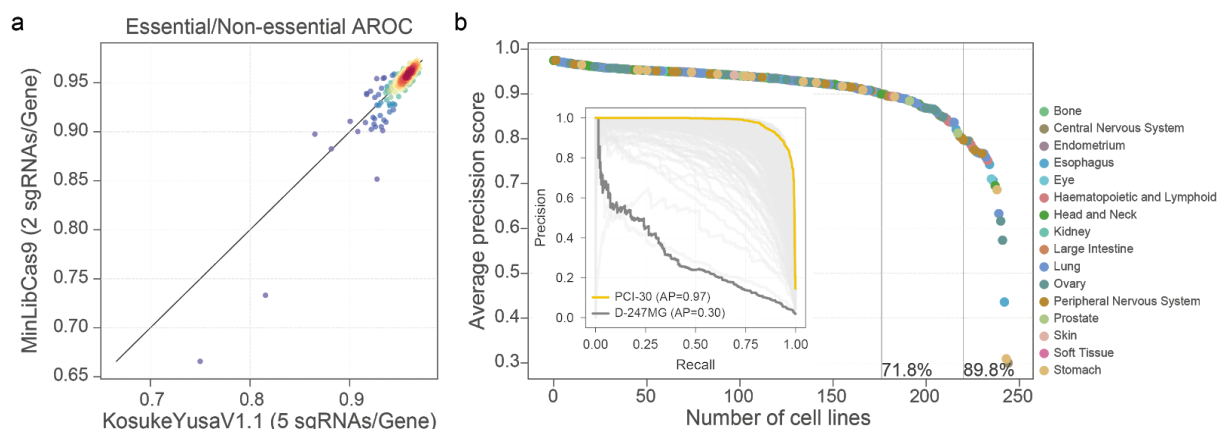 a
Essential/Non-essential AROC
MinLibCas9 (2 sgRNAs/Gene)
0.95
0.90
0.85
0.80
0.75
0.70
0.65
0.7
0.8
0.9
KosukeYusaV1.1 (5 sgRNAs/Gene)
b
Average precission score
1.0
0.9
0.8
0.7
0.6
0.5
0.4
0.3
0
50
100
150
200
250
Number of cell lines
71.8%
89.8%
Precision
1.0
0.8
0.6
0.4
0.2
0.0
PCI-30 (AP=0.97)
D-247MG (AP=0.30)
0.00
0.25
0.50
0.75
1.00
Recall
Bone
Central Nervous System
Endometrium
Esophagus
Eye
Haematopoietic and Lymphoid
Head and Neck
Kidney
Large Intestine
Lung
Ovary
Peripheral Nervous System
Prostate
Skin
Soft Tissue
Stomach